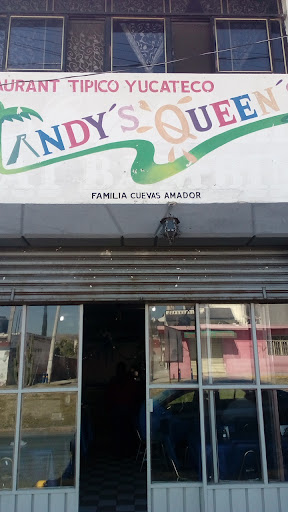 AURANT TIPICO YUCATECO
ANDY´S QUEEN´S
FAMILIA CUEVAS AMADOR